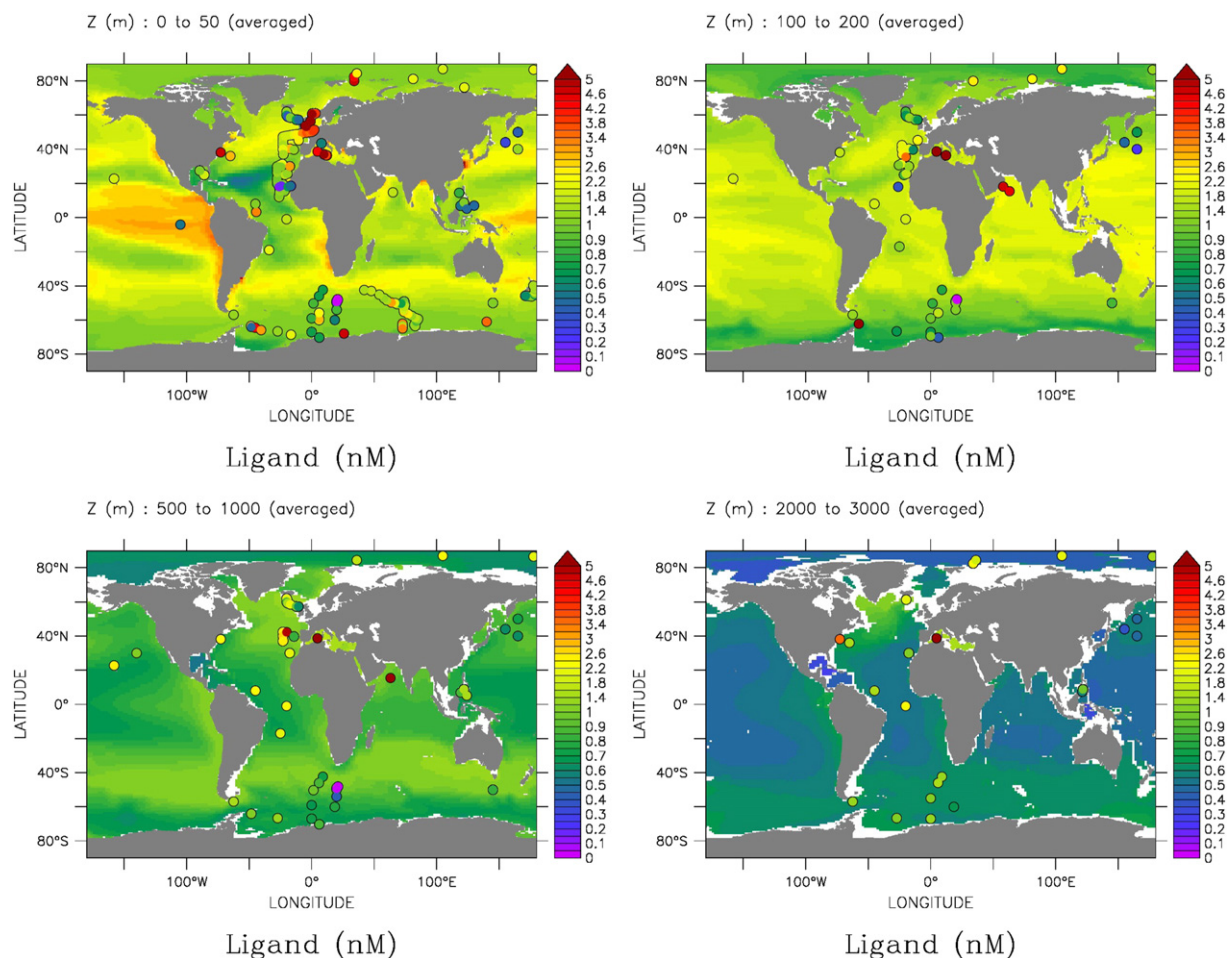 Z (m) : 0 to 50 (averaged)
80°N
40°N
0°
40°S
80°S
LATITUDE
100°W 0° 100°E
LONGITUDE
5
4.6
4.2
3.8
3.4
3
2.6
2.2
1.8
1.4
0.9
0.8
0.7
0.6
0.5
0.4
0.3
0.2
0.1
0
Ligand (nM)
Z (m) : 100 to 200 (averaged)
80°N
40°N
0°
40°S
80°S
LATITUDE
100°W 0° 100°E
LONGITUDE
5
4.6
4.2
3.8
3.4
3
2.6
2.2
1.8
1.4
0.9
0.8
0.7
0.6
0.5
0.4
0.3
0.2
0.1
0
Ligand (nM)
Z (m) : 500 to 1000 (averaged)
80°N
40°N
0°
40°S
80°S
LATITUDE
100°W 0° 100°E
LONGITUDE
5
4.6
4.2
3.8
3.4
3
2.6
2.2
1.8
1.4
0.9
0.8
0.7
0.6
0.5
0.4
0.3
0.2
0.1
0
Ligand (nM)
Z (m) : 2000 to 3000 (averaged)
80°N
40°N
0°
40°S
80°S
LATITUDE
100°W 0° 100°E
LONGITUDE
5
4.6
4.2
3.8
3.4
3
2.6
2.2
1.8
1.4
0.9
0.8
0.7
0.6
0.5
0.4
0.3
0.2
0.1
0
Ligand (nM)